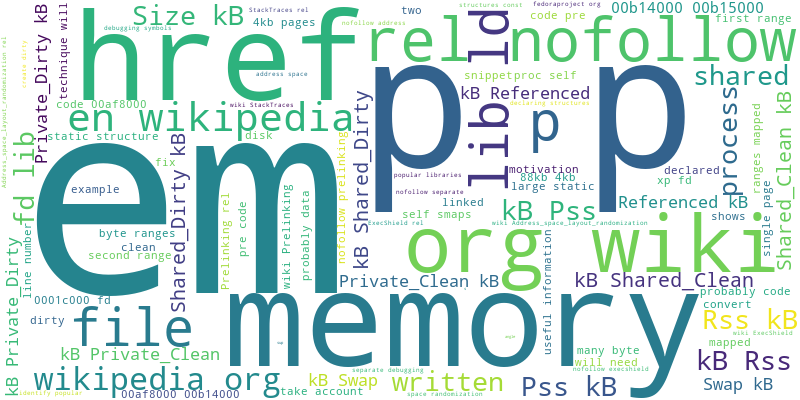 StackTraces rel
structures const
fedoraproject org
00b14000 00b15000
debugging symbols
Size kB
4kb pages
nofollow address
two
code pre
first range
href
rel nofollow
Private_Dirty kB
technique will
create dirty
Address_space_layout_randomization rel
address space
snippetproc self
shared
code 00af8000
wiki StackTraces
kB Referenced
en wikipedia
p p
p
lib ld
declaring structures
process
ranges mapped
Shared_Clean kB
static structure
disk
fd lib
em
fix
popular libraries
motivation
declared
example
nofollow separate
88kb 4kb
xp fd
linked
large static
Referenced kB
kB Shared_Dirty
Shared_Dirty kB
nofollow prelinking
kB Pss
self smaps
shows
single page
ExecShield rel
wiki Address_space_layout_randomization
byte ranges
clean
second range
Prelinking rel
pre code
wiki Prelinking
probably data
org wiki
line number
kB Private_Dirty
0001c000 fd
Private_Clean kB
kB Shared_Clean
useful information
probably code
convert
memory
file
dirty
Rss kB
wiki ExecShield
mapped
kB Private_Clean
many byte
will need
kB Rss
nofollow execshield
separate debugging
wikipedia org
kB Swap
written
Pss kB
Swap kB
identity popular
00af8000 00b14000
take account
space randomization